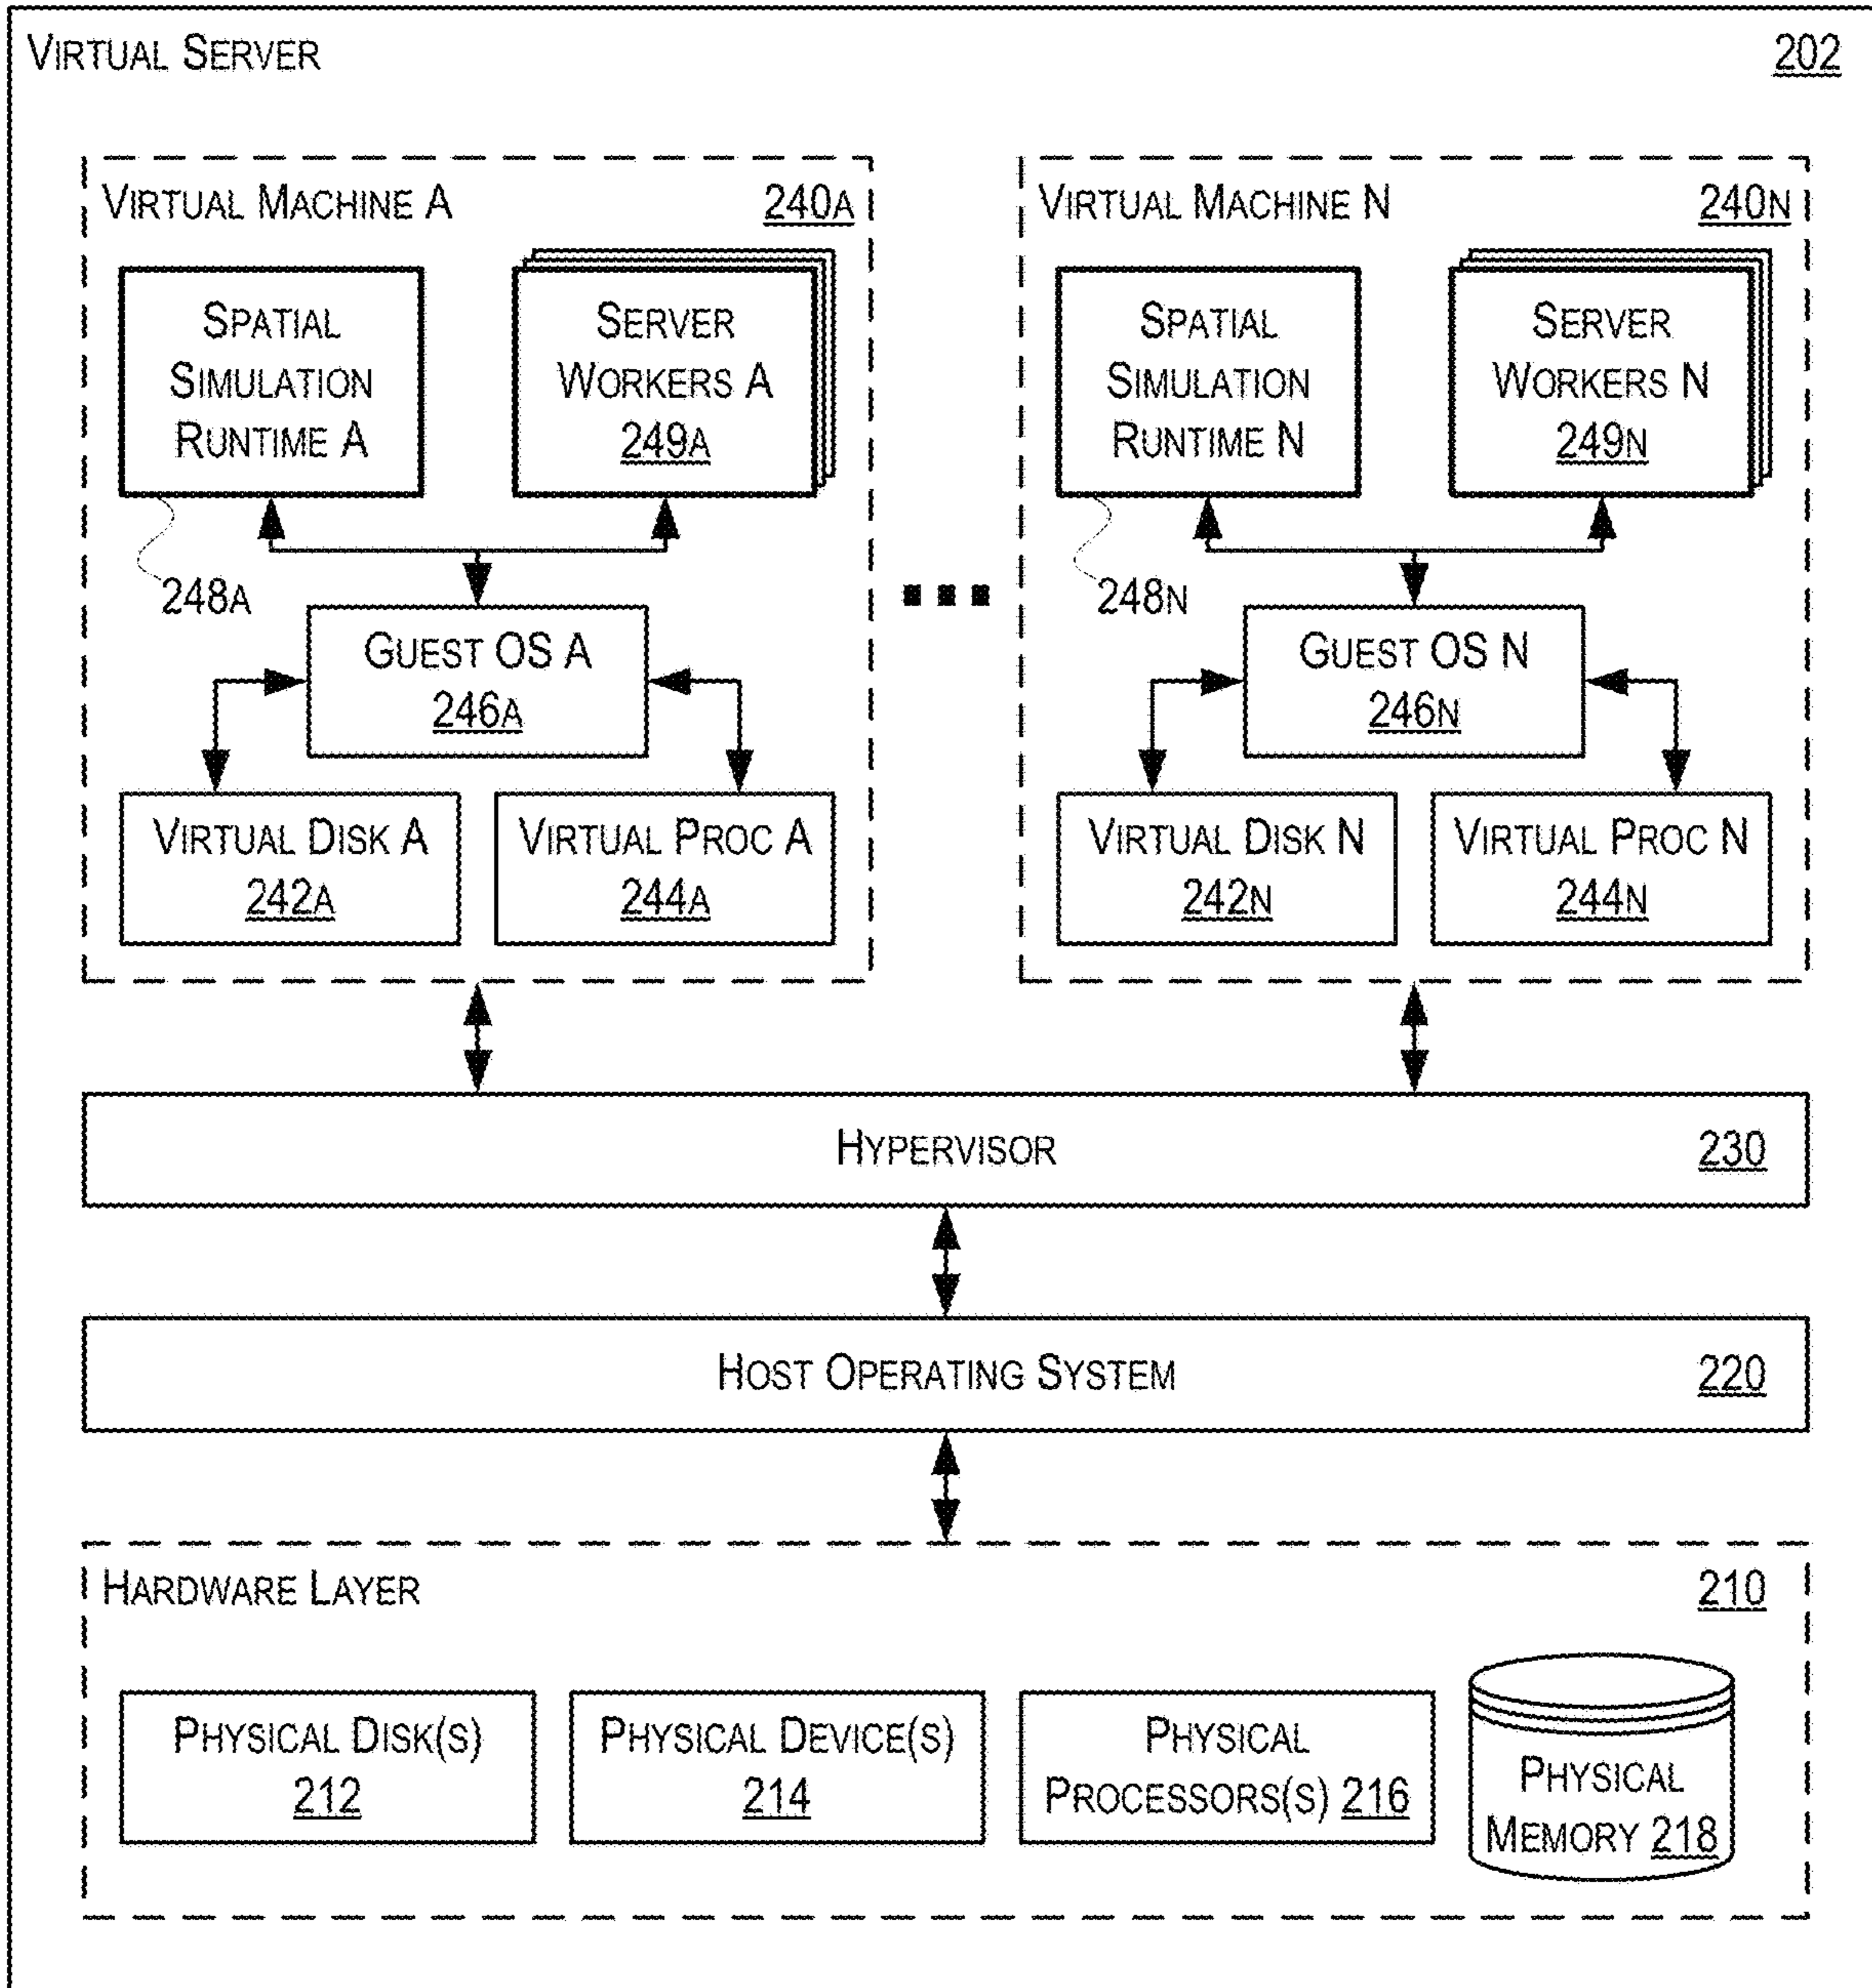 VIRTUAL SERVER 202
VIRTUAL MACHINE A 240A
SPATIAL
SIMULATION
RUNTIME A
SERVER
WORKERS A
249A
248A
GUEST OS A
246A
VIRTUAL DISK A
242A
VIRTUAL PROC A
244A
VIRTUAL MACHINE N 240N
SPATIAL
SIMULATION
RUNTIME N
SERVER
WORKERS N
249N
248N
GUEST OS N
246N
VIRTUAL DISK N
242N
VIRTUAL PROC N
244N
HYPERVISOR 230
HOST OPERATING SYSTEM 220
HARDWARE LAYER 210
PHYSICAL DISK(S)
212
PHYSICAL DEVICE(S)
214
PHYSICAL
PROCESSORS(S) 216
PHYSICAL
MEMORY 218